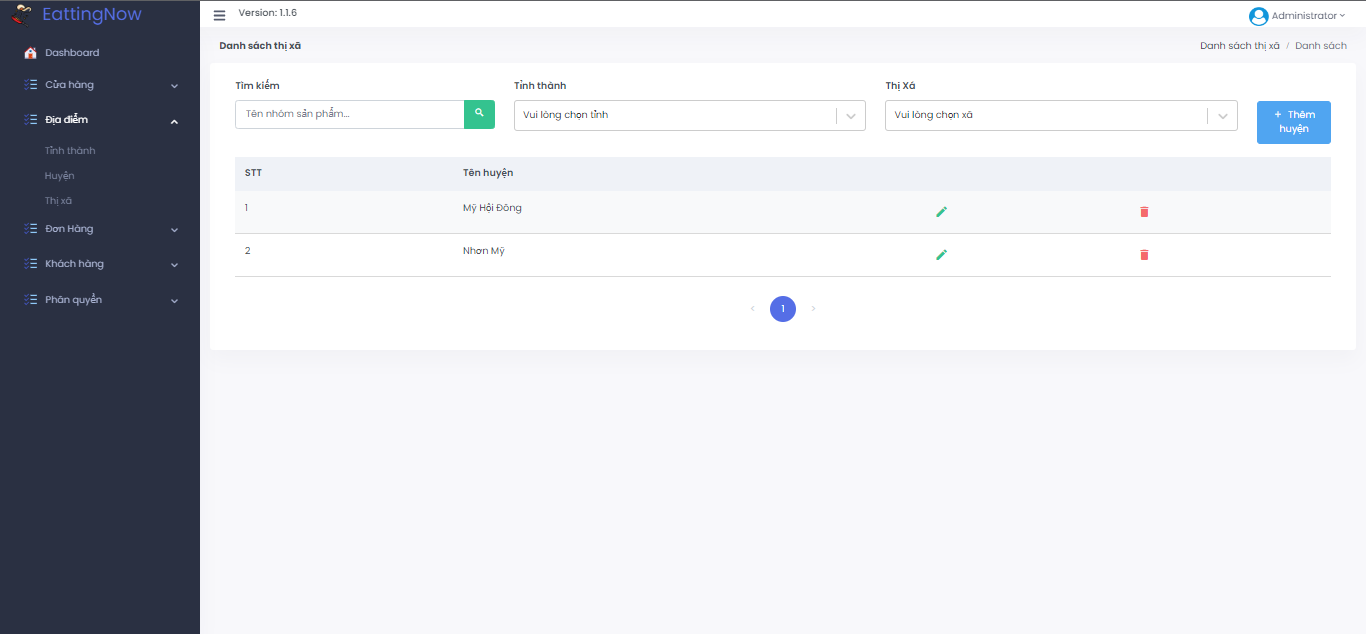 EattingNow
Version: 1.1.6
Administrator
Dashboard
Cửa hàng
Địa điểm
Tỉnh thành
Huyện
Thị xã
Đơn Hàng
Khách hàng
Phân quyền
Danh sách thị xã
Danh sách thị xã / Danh sách
Tìm kiếm
Tên nhóm sản phẩm...
Tỉnh thành
Vui lòng chọn tỉnh
Thị Xã
Vui lòng chọn xã
+ Thêm
huyện
STT Tên huyện
1 Mỹ Hội Đông
2 Nhơn Mỹ
< 1 >